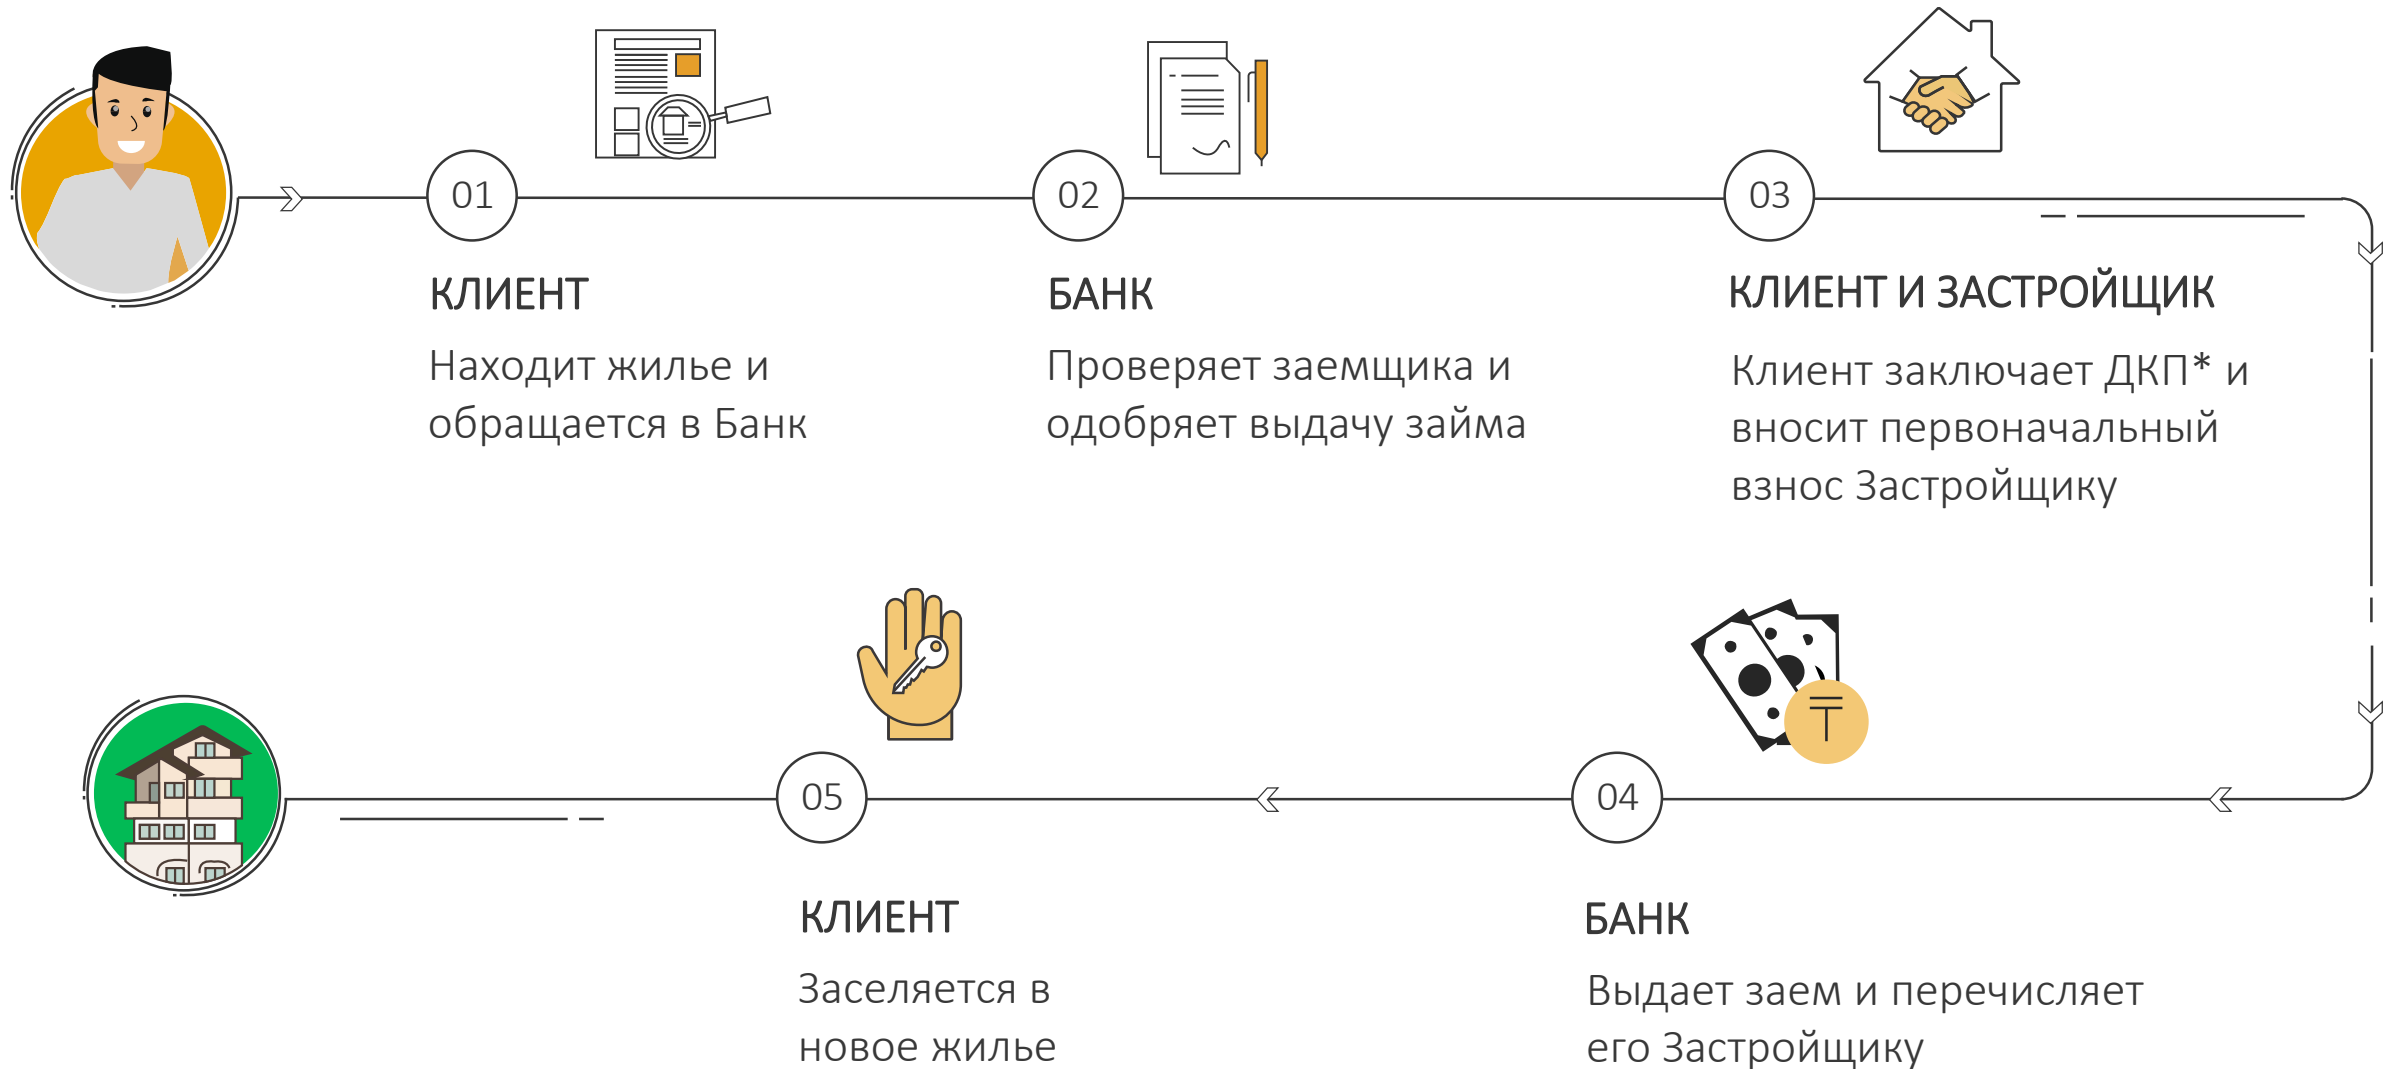 01
КЛИЕНТ
Находит жилье и
обращается в Банк
02
БАНК
Проверяет заемщика и
одобряет выдачу займа
03
КЛИЕНТ И ЗАСТРОЙЩИК
Клиент заключает ДКП* и
вносит первоначальный
взнос Застройщику
₸
04
БАНК
Выдает заем и перечисляет
его Застройщику
05
КЛИЕНТ
Заселяется в
новое жилье